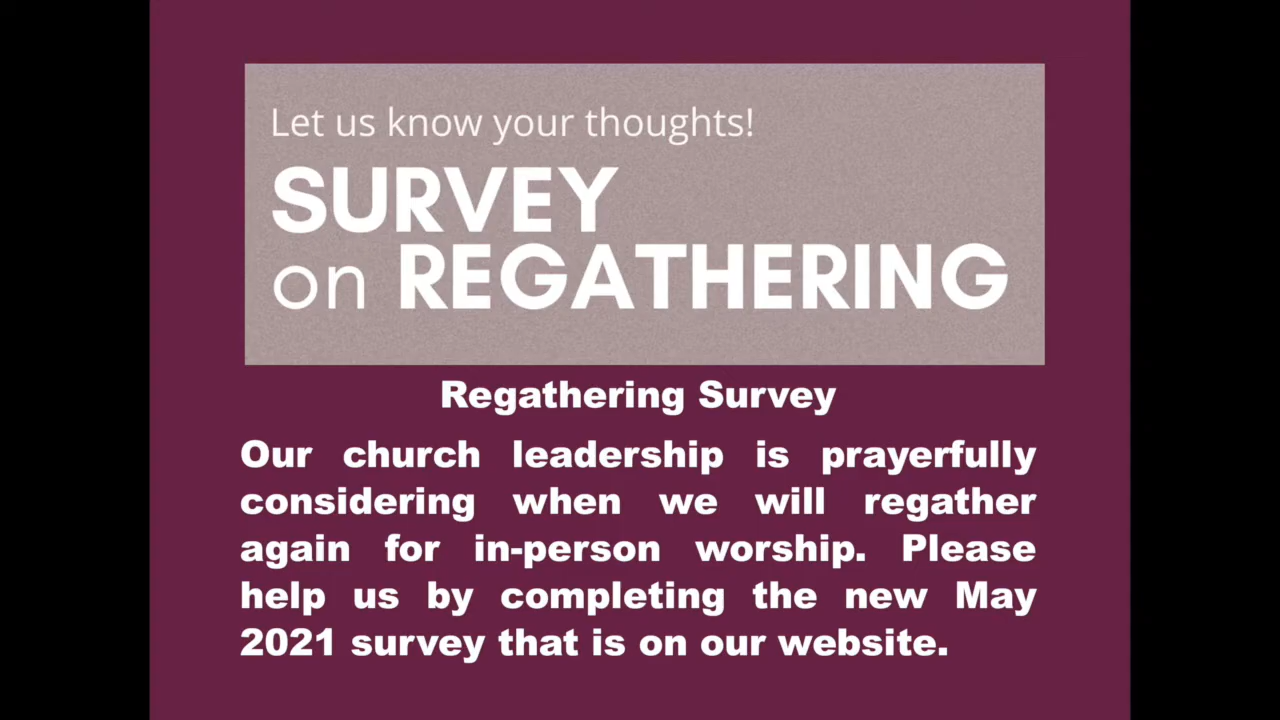 Let us know your thoughts!
SURVEY
on REGATHERING
Regathering Survey
Our church leadership is prayerfully
considering when we will regather
again for in-person worship. Please
help us by completing the new May
2021 survey that is on our website.